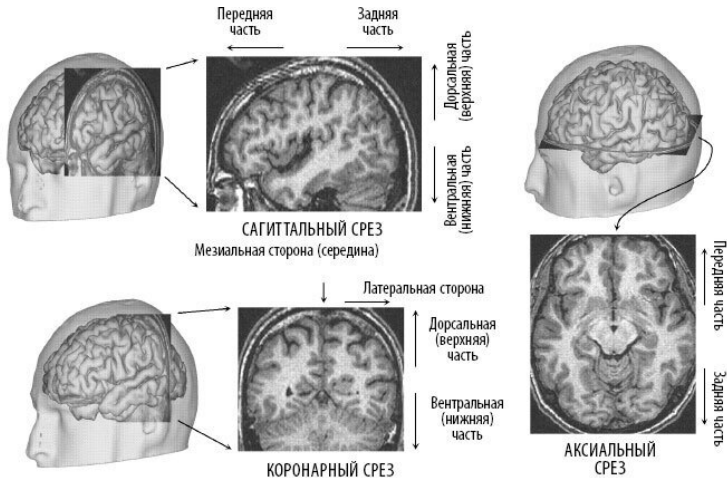 Передняя
часть
Задняя
часть
Дорсальная
(верхняя) часть
Вентральная
(нижняя) часть
САГИТТАЛЬНЫЙ СРЕЗ
Мезиальная сторона (середина)
Латеральная сторона
Дорсальная
(верхняя)
часть
Вентральная
(нижняя)
часть
КОРОНАРНЫЙ СРЕЗ
Передняя часть
Задняя часть
АКСИАЛЬНЫЙ
СРЕЗ